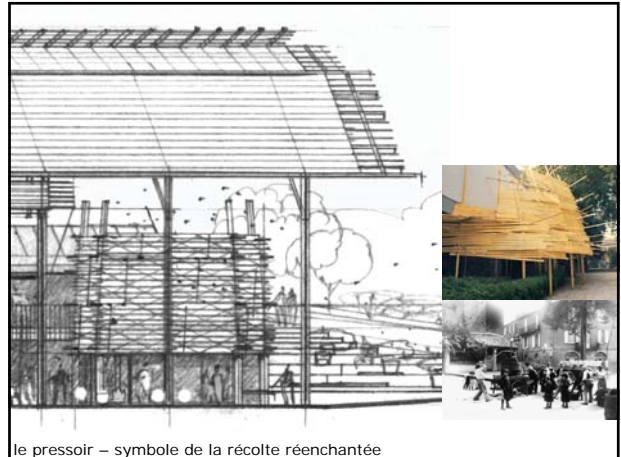 le pressoir – symbole de la récolte réenchantée